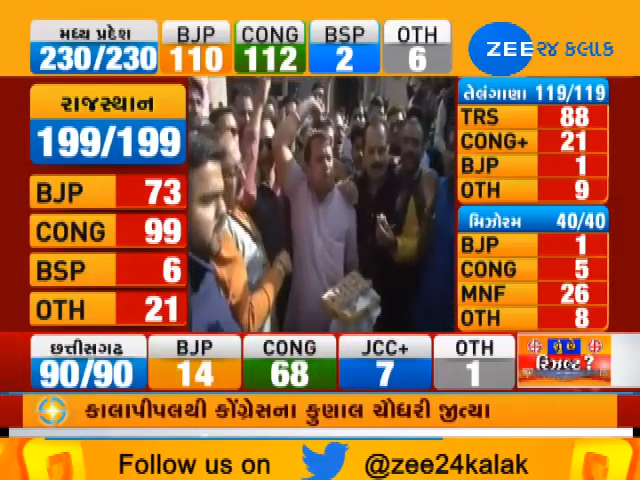 મધ્ય પ્રદેશ BJP CONG BSP OTH
230/230 110 112 2 6
ZEE ૨૪ કલાક
રાજસ્થાન
199/199
BJP 73
CONG 99
BSP 6
OTH 21
તેલંગાણા 119/119
TRS 88
CONG+ 21
BJP 1
OTH 9
મિઝોરમ 40/40
BJP 1
CONG 5
MNF 26
OTH 8
છત્તીસગઢ BJP CONG JCC+ OTH
90/90 14 68 7 1
શું છે
રિઝલ્ટ?
કાલાપીપલથી કોંગ્રેસના કુણાલ ચૌધરી જીત્યા
Follow us on @zee24kalak